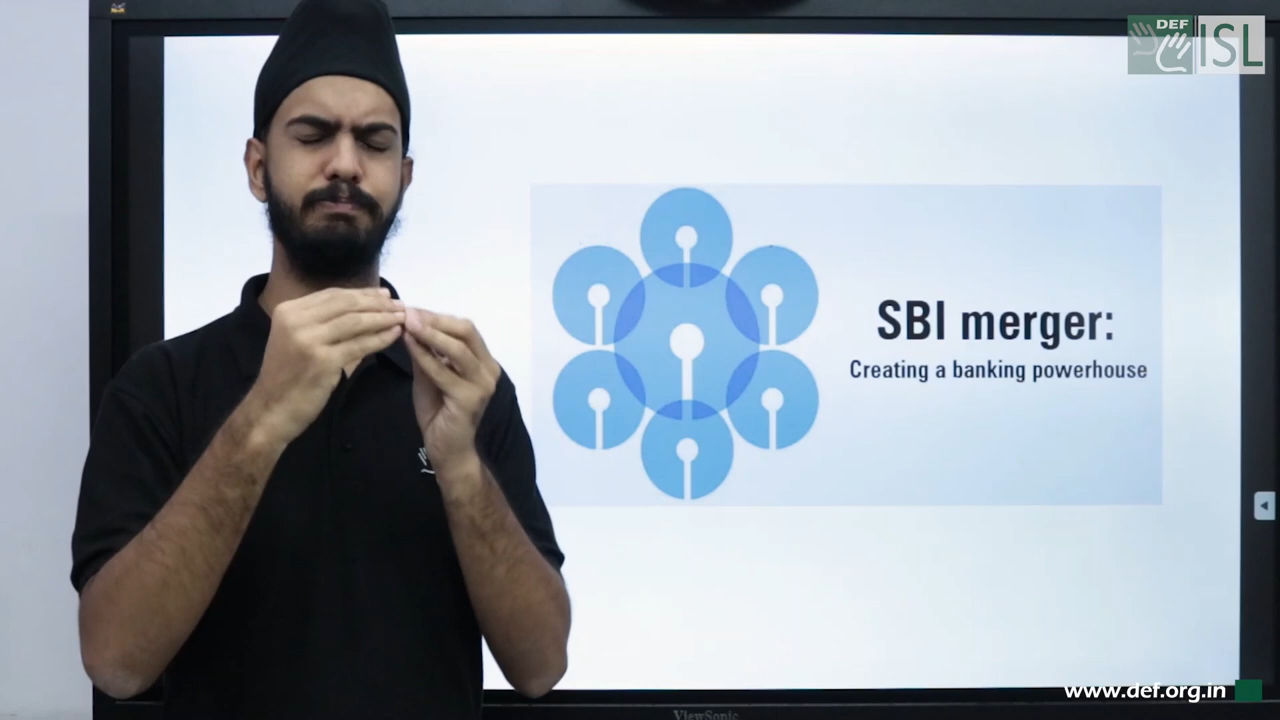 DEF
ISL
SBI merger:
Creating a banking powerhouse
www.def.org.in
ViewSonic